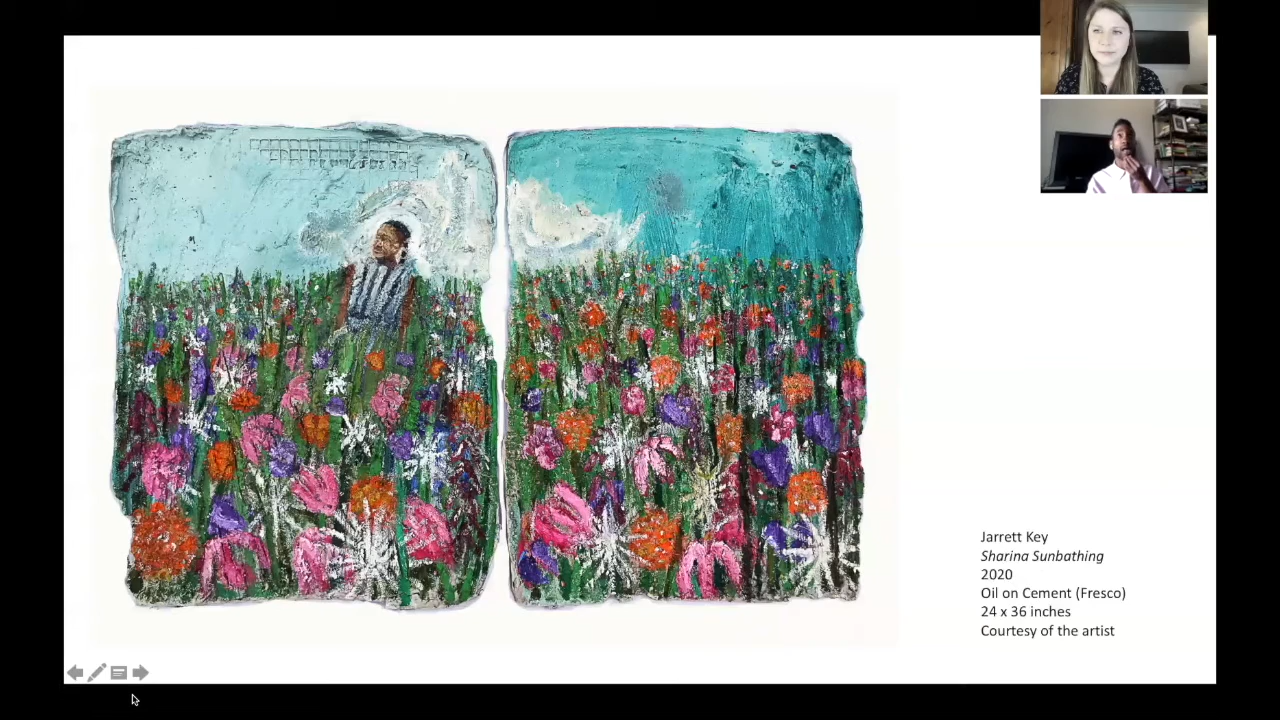 Jarrett Key
Sharina Sunbathing
2020
Oil on Cement (Fresco)
24 x 36 inches
Courtesy of the artist